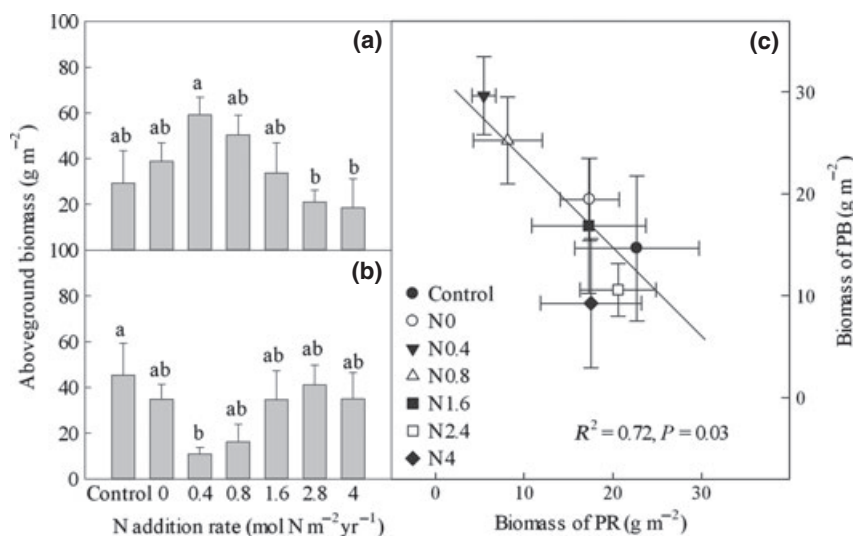 (a)
100
80
60
40
20
ab
ab
a
ab
ab
b
b
Aboveground biomass (g m⁻²)
(b)
100
80
60
40
20
0
a
ab
b
ab
ab
ab
ab
Control 0 0.4 0.8 1.6 2.8 4
N addition rate (mol N m⁻² yr⁻¹)
(c)
Control
N0
N0.4
N0.8
N1.6
N2.4
N4
R² = 0.72, P = 0.03
30
20
10
0
Biomass of PB (g m⁻²)
0 10 20 30
Biomass of PR (g m⁻²)